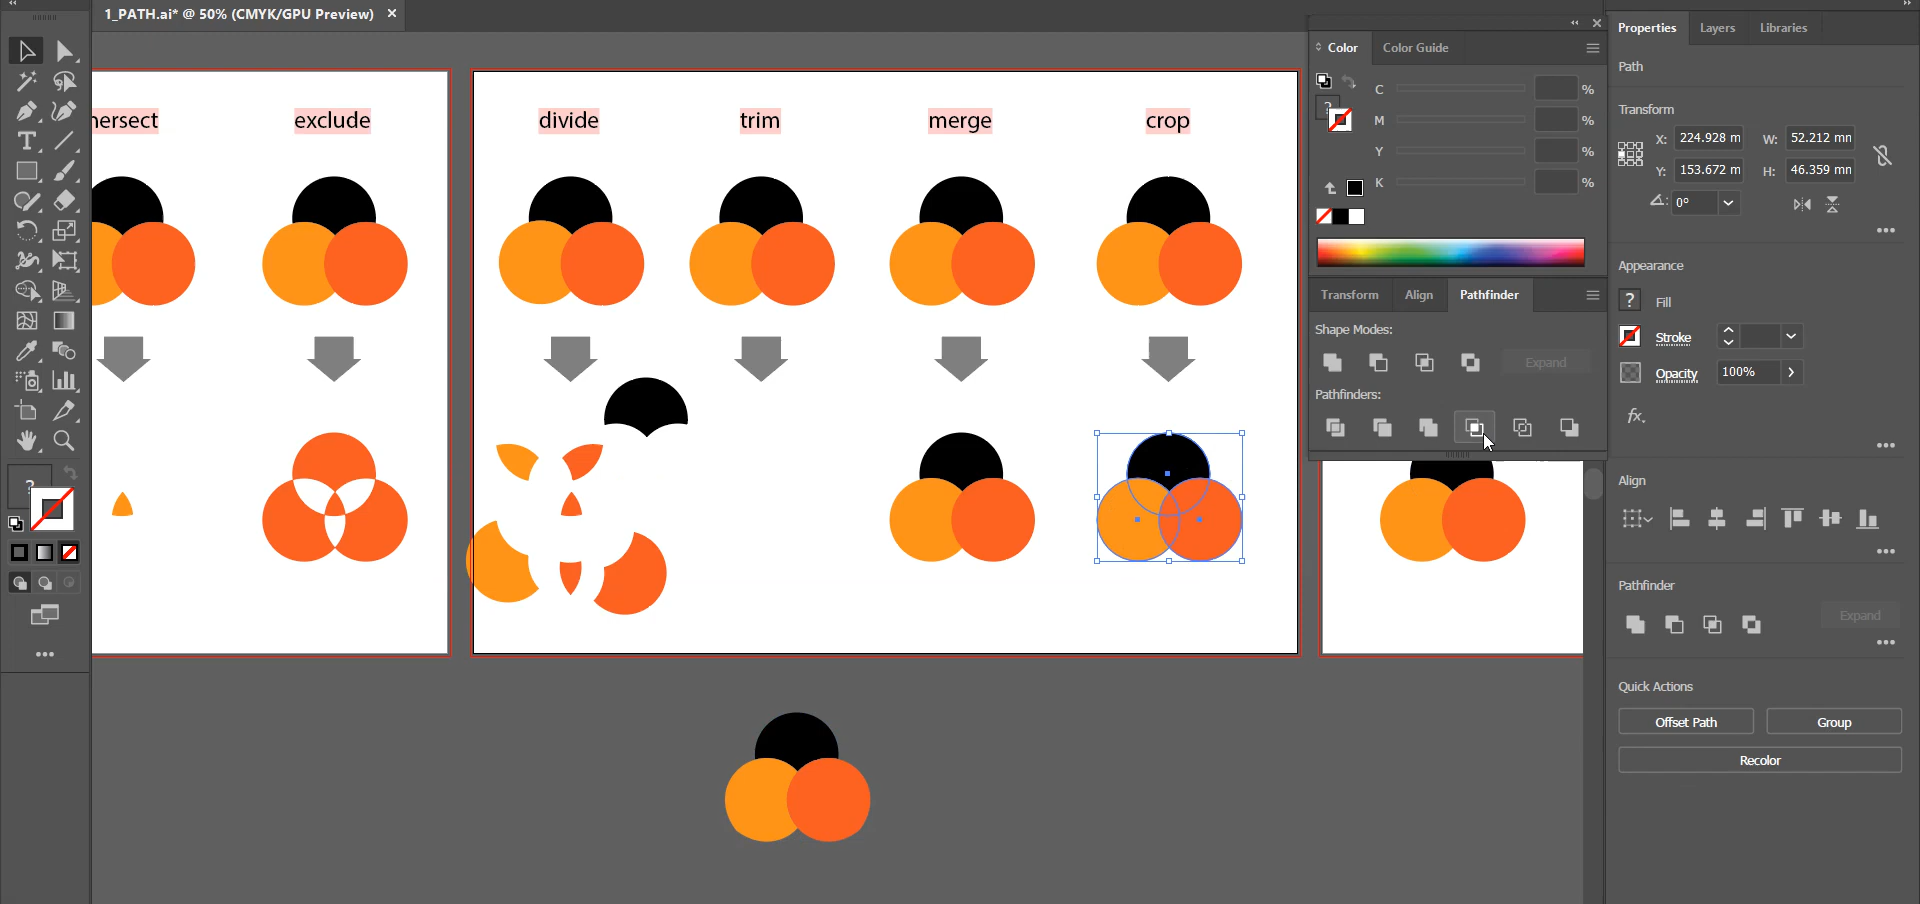 1_PATH.ai* @ 50% (CMYK/GPU Preview) ×
exclude
divide
trim
merge
crop
Color
Color Guide
C %
M %
Y %
K %
Transform
Align
Pathfinder
Shape Modes:
Expand
Pathfinders:
Properties
Layers
Libraries
Path
Transform
X: 224.928 m
W: 52.212 mn
Y: 153.672 m
H: 46.359 mn
0°
Appearance
? Fill
Stroke
Opacity 100%
fx.
Align
Pathfinder
Expand
Quick Actions
Offset Path
Group
Recolor